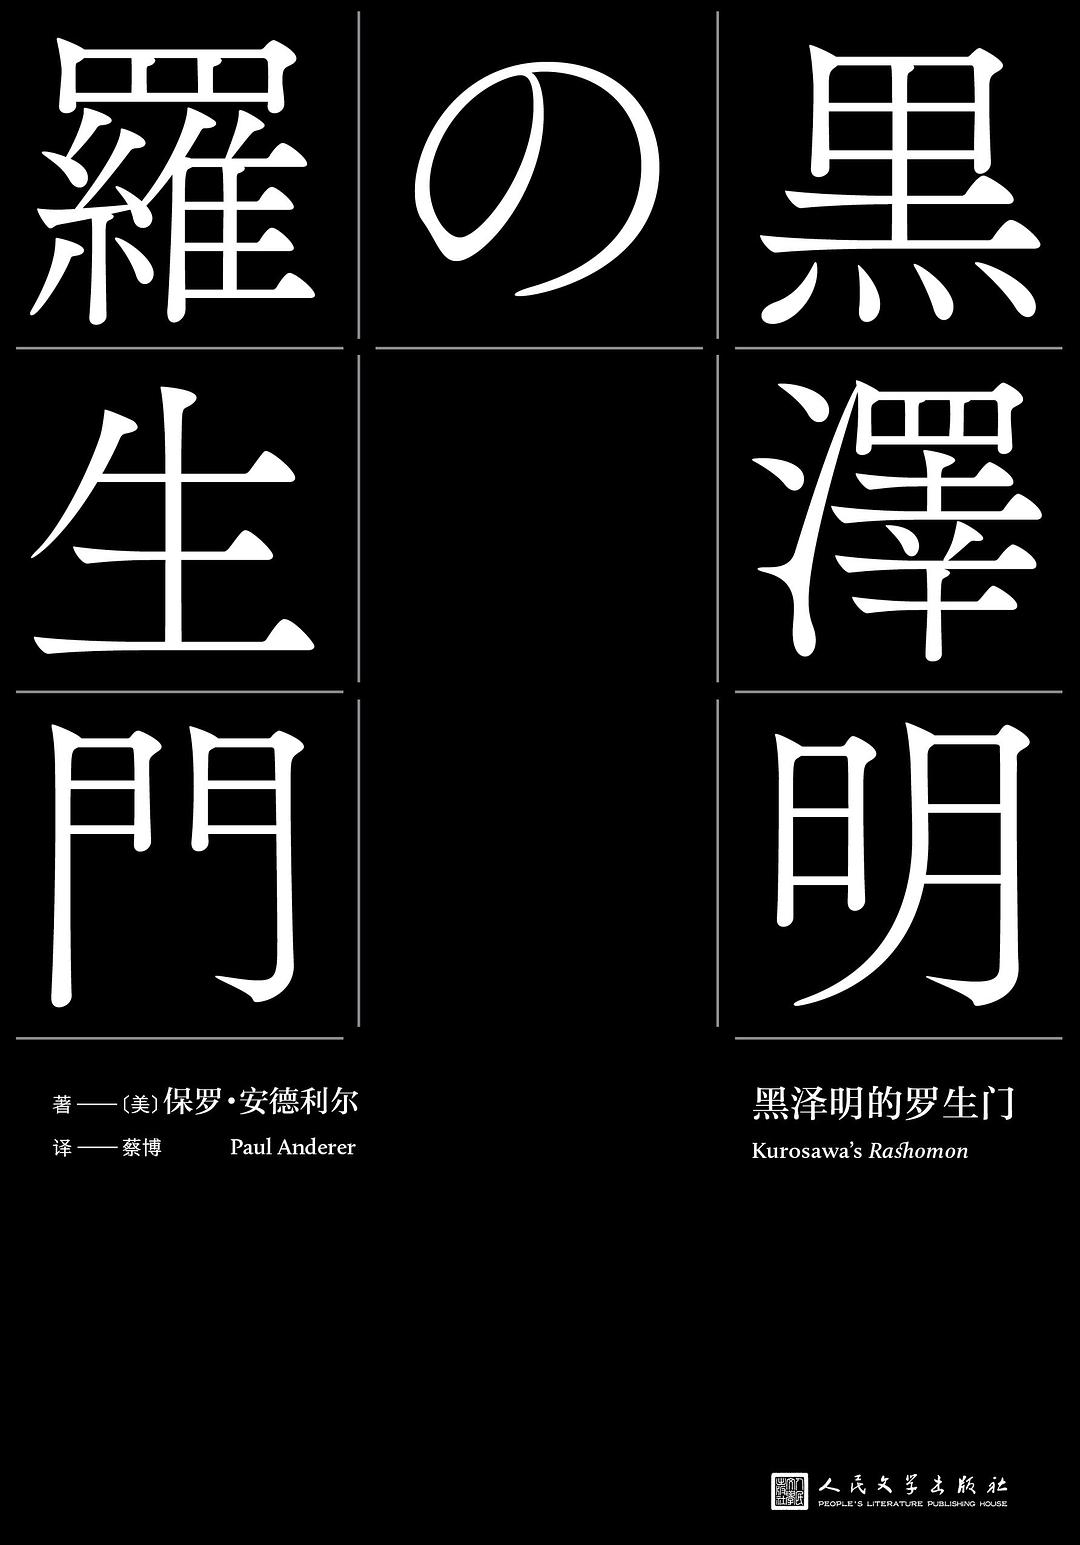 黒澤明
の
羅生門
黑泽明的罗生门
Kurosawa's Rashomon
著——〔美〕保罗·安德利尔
译——蔡博 Paul Anderer
人民文学出版社
PEOPLE'S LITERATURE PUBLISHING HOUSE